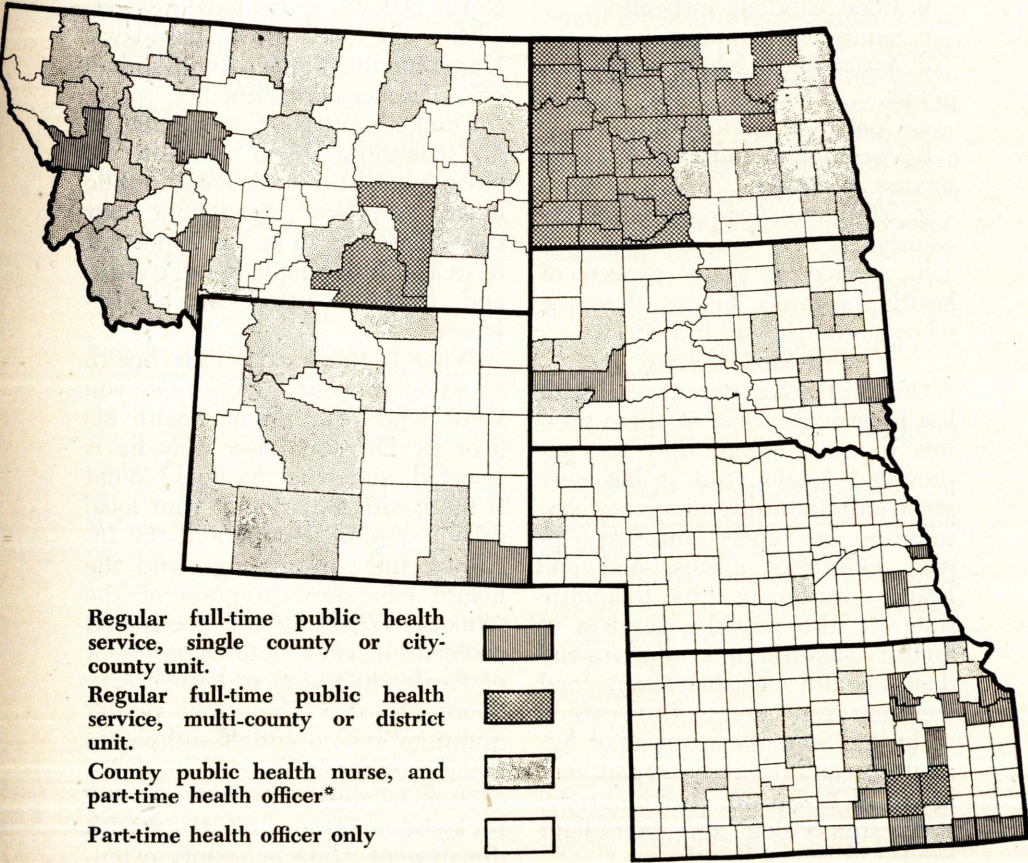 Regular full-time public health
service, single county or city-
county unit.
Regular full-time public health
service, multi-county or district
unit.
County public health nurse, and
part-time health officer*
Part-time health officer only